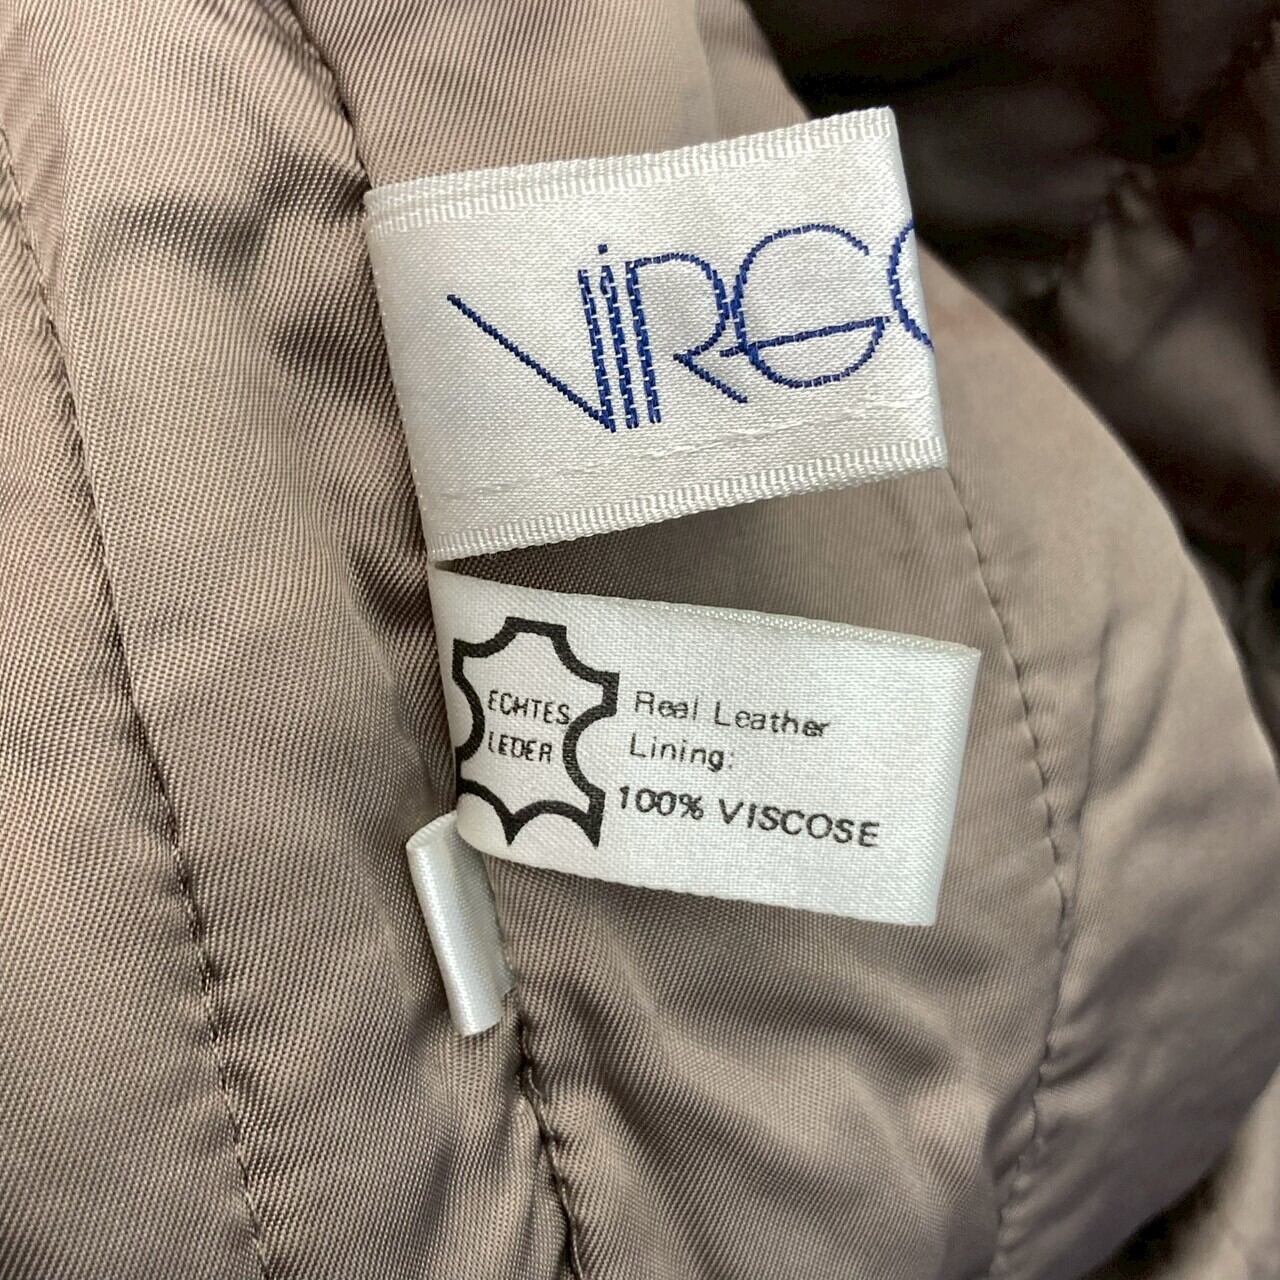 VIRGO
ECHTES
LEDER
Real Leather
Lining:
100% VISCOSE